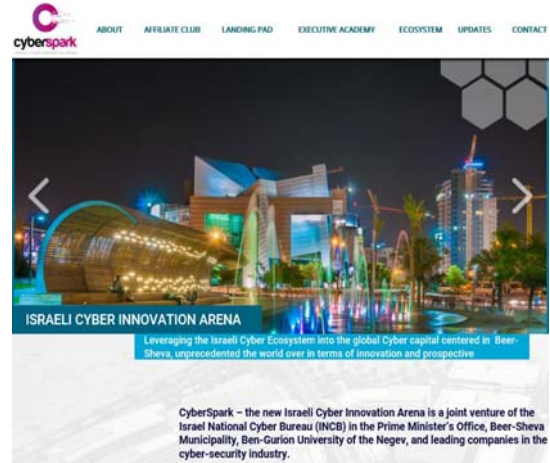 cyberspark
ABOUT
AFFILIATE CLUB
LANDING PAD
EXECUTIVE ACADEMY
ECOSYSTEM
UPDATES
CONTACT
ISRAELI CYBER INNOVATION ARENA
Leveraging the Israeli Cyber Ecosystem into the global Cyber capital centered in Beer-
Sheva, unprecedented the world over in terms of innovation and prospective
CyberSpark – the new Israeli Cyber Innovation Arena is a joint venture of the
Israel National Cyber Bureau (INCB) in the Prime Minister's Office, Beer-Sheva
Municipality, Ben-Gurion University of the Negev, and leading companies in the
cyber-security industry.